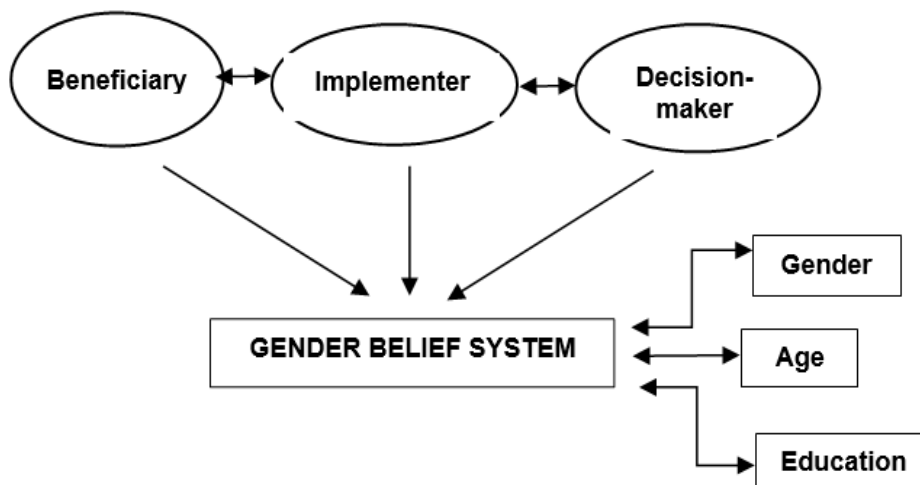 Beneficiary
Implementer
Decision-
maker
GENDER BELIEF SYSTEM
Gender
Age
Education